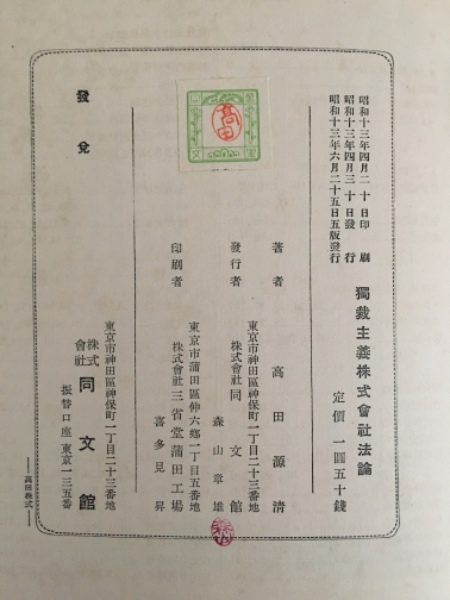 昭和十三年四月二十日印刷
昭和十三年四月三十日發行
昭和十三年六月二十五日五版發行
獨裁主義株式會社法論
定價 一圓五十錢
著者 高田源清
東京市神田區神保町一丁目二十三番地
發行者 株式會社 同文館
森山章雄
東京市蒲田區仲六郷一丁目五番地
印刷者 株式會社三省堂蒲田工場
喜多見昇
高田
發兌
東京市神田區神保町一丁目二十三番地
株式會社 同文館
振替口座東京一三五番
高田株式